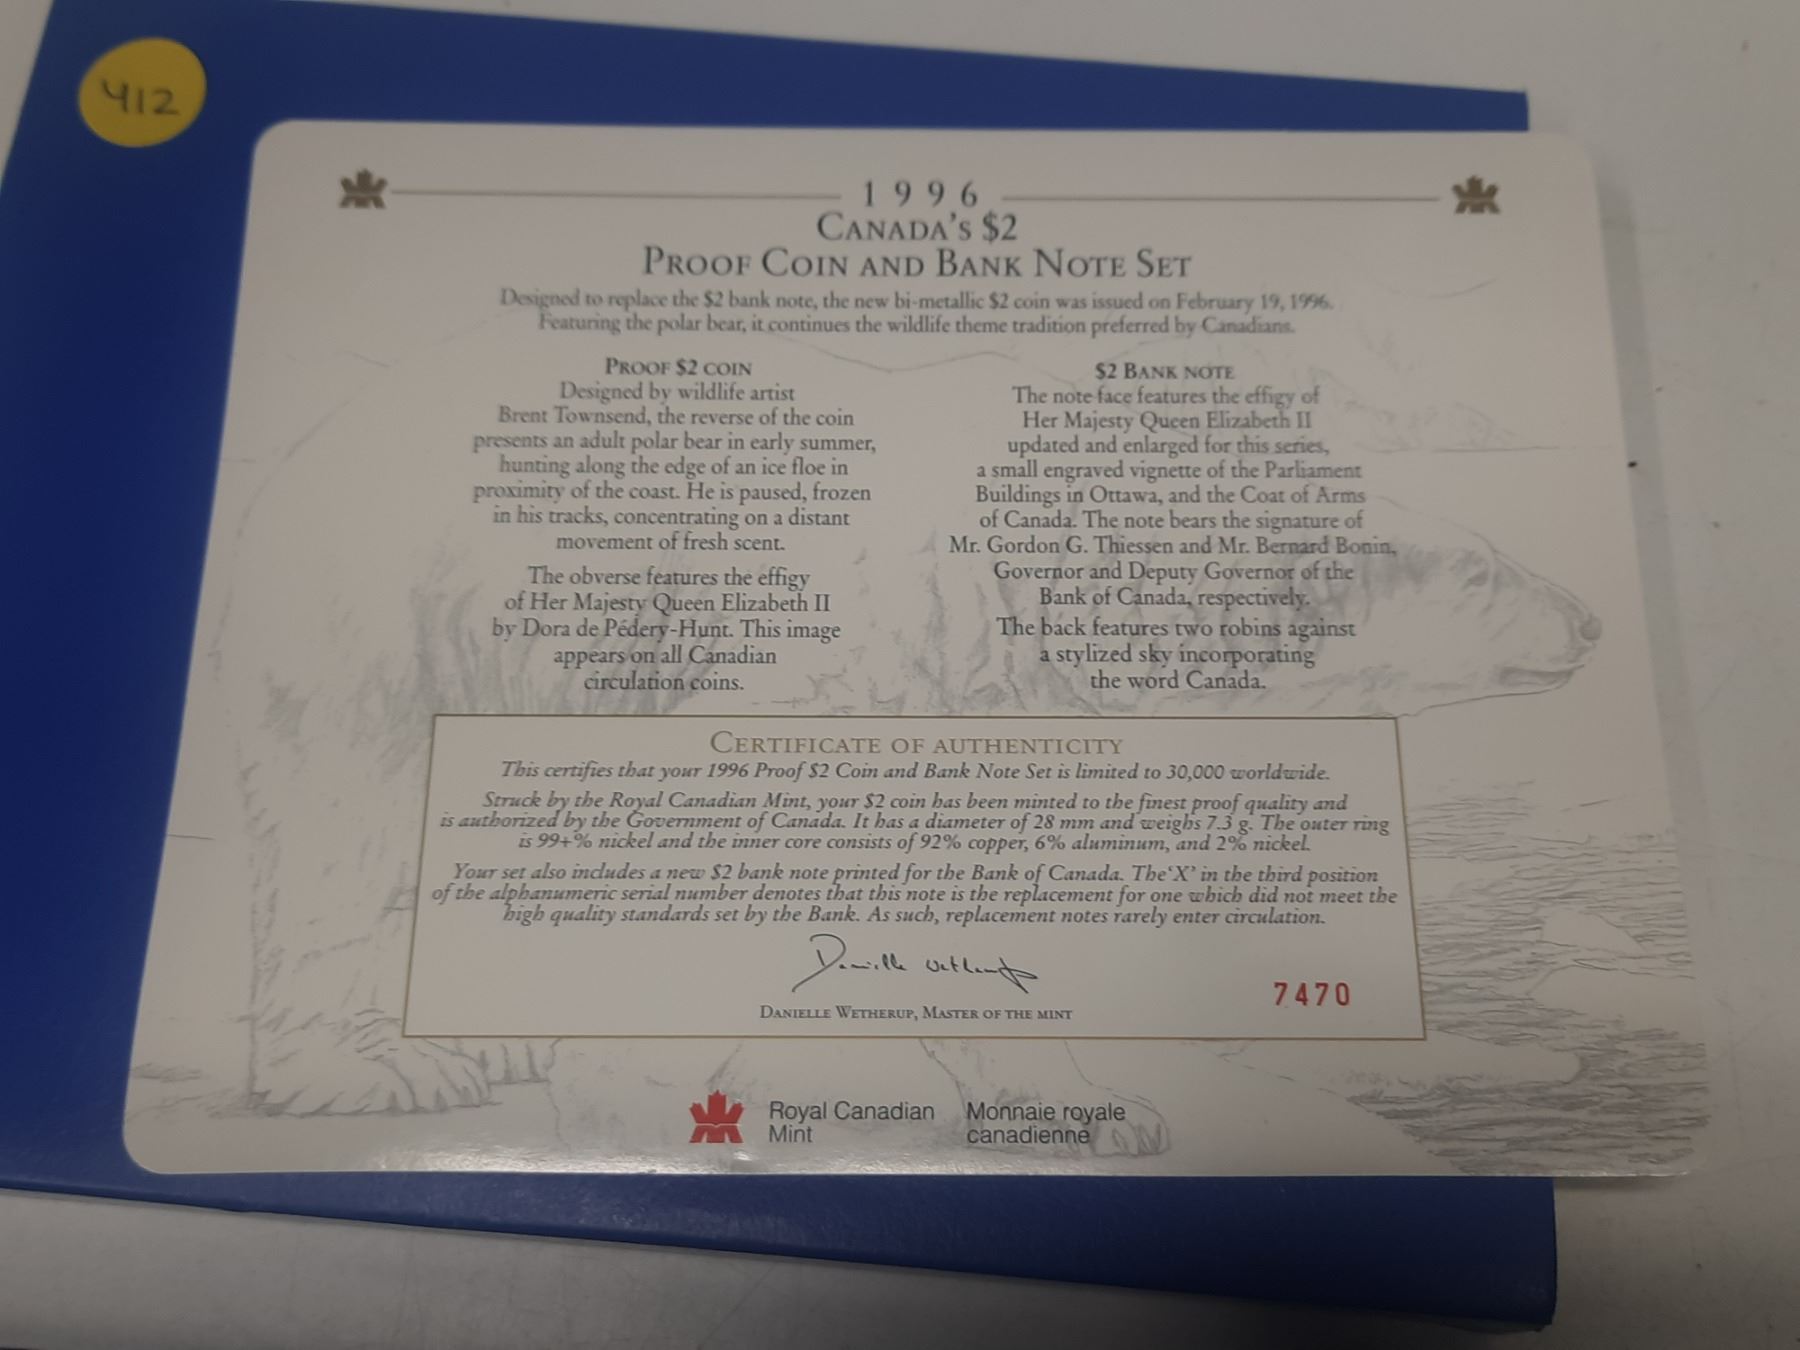 412
1996
CANADA'S $2
PROOF COIN AND BANK NOTE SET
Designed to replace the $2 bank note, the new bi-metallic $2 coin was issued on February 19, 1996.
Featuring the polar bear, it continues the wildlife theme tradition preferred by Canadians.
PROOF $2 COIN
Designed by wildlife artist
Brent Townsend, the reverse of the coin
presents an adult polar bear in early summer,
hunting along the edge of an ice floe in
proximity of the coast. He is paused, frozen
in his tracks, concentrating on a distant
movement of fresh scent.
The obverse features the effigy
of Her Majesty Queen Elizabeth II
by Dora de Pédery-Hunt. This image
appears on all Canadian
circulation coins.
$2 BANK NOTE
The note face features the effigy of
Her Majesty Queen Elizabeth II
updated and enlarged for this series,
a small engraved vignette of the Parliament
Buildings in Ottawa, and the Coat of Arms
of Canada. The note bears the signature of
Mr. Gordon G. Thiessen and Mr. Bernard Bonin,
Governor and Deputy Governor of the
Bank of Canada, respectively.
The back features two robins against
a stylized sky incorporating
the word Canada.
CERTIFICATE OF AUTHENTICITY
This certifies that your 1996 Proof $2 Coin and Bank Note Set is limited to 30,000 worldwide.
Struck by the Royal Canadian Mint, your $2 coin has been minted to the finest proof quality and
is authorized by the Government of Canada. It has a diameter of 28 mm and weighs 7.3 g. The outer ring
is 99+% nickel and the inner core consists of 92% copper, 6% aluminum, and 2% nickel.
Your set also includes a new $2 bank note printed for the Bank of Canada. The 'X' in the third position
of the alphanumeric serial number denotes that this note is the replacement for one which did not meet the
high quality standards set by the Bank. As such, replacement notes rarely enter circulation.
Danielle Wetherup
7470
DANIELLE WETHERUP, MASTER OF THE MINT
Royal Canadian Mint
Monnaie royale canadienne